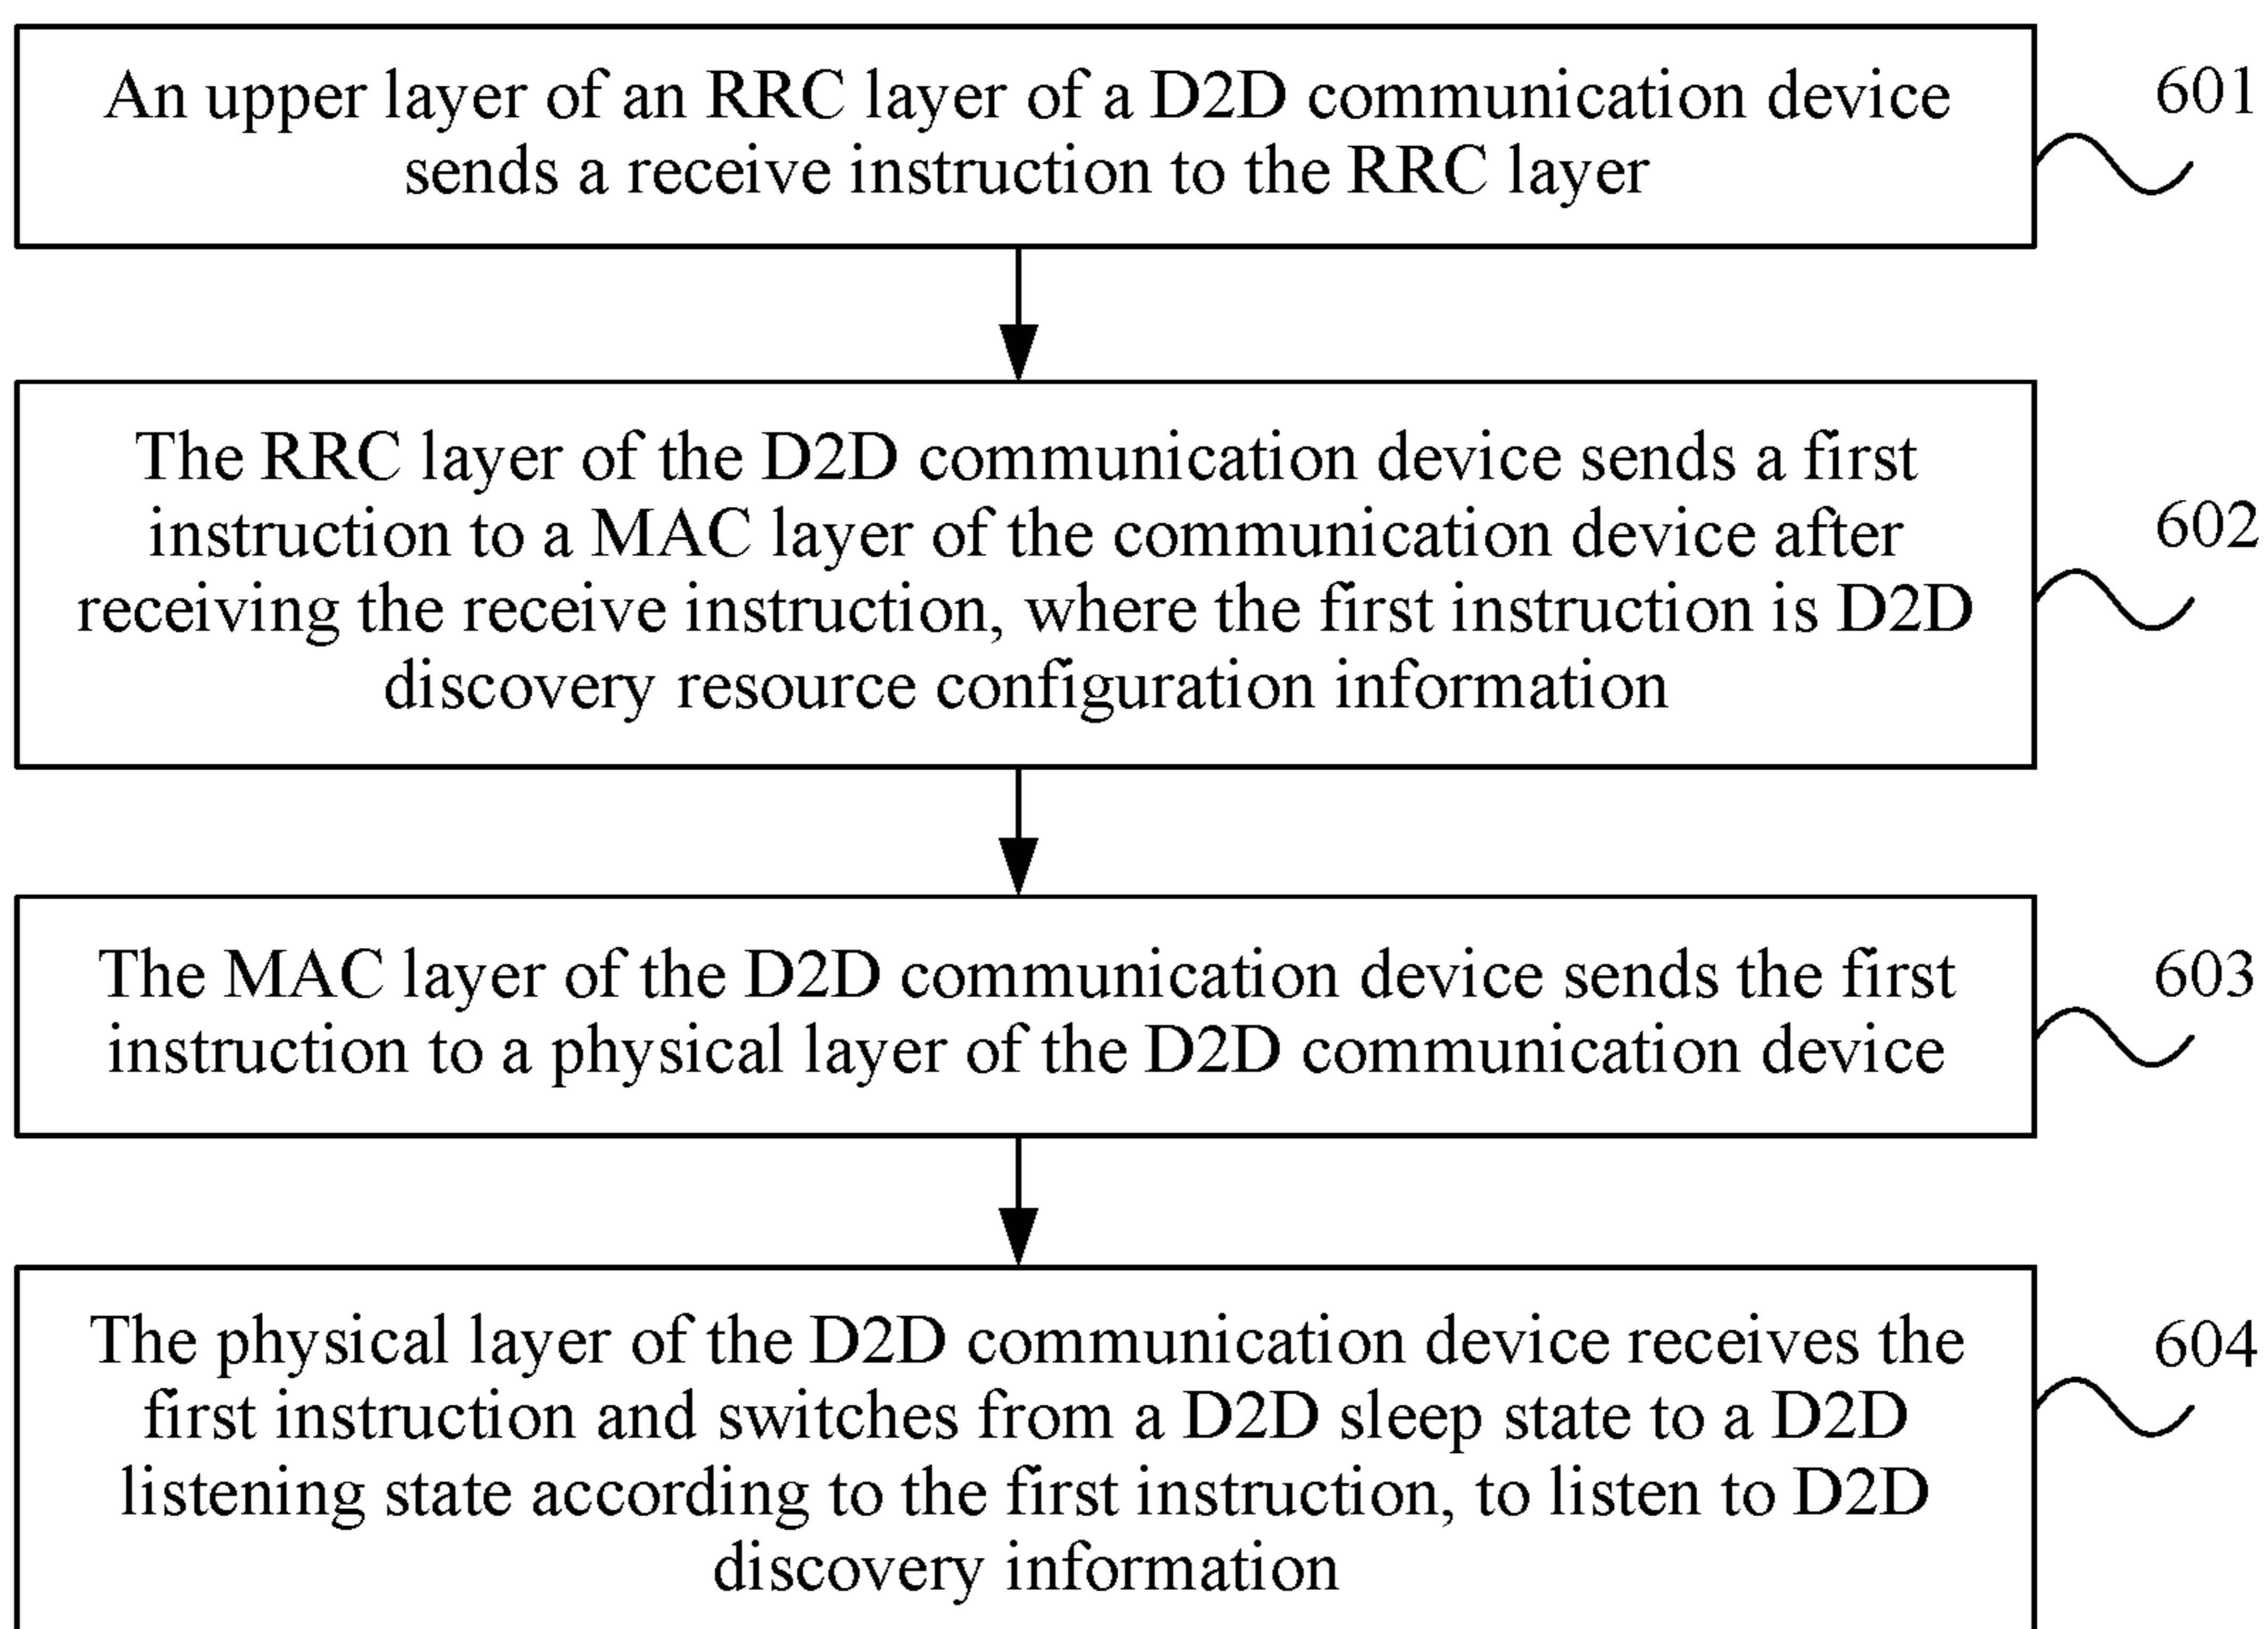 An upper layer of an RRC layer of a D2D communication device
sends a receive instruction to the RRC layer
601
The RRC layer of the D2D communication device sends a first
instruction to a MAC layer of the communication device after
receiving the receive instruction, where the first instruction is D2D
discovery resource configuration information
602
The MAC layer of the D2D communication device sends the first
instruction to a physical layer of the D2D communication device
603
The physical layer of the D2D communication device receives the
first instruction and switches from a D2D sleep state to a D2D
listening state according to the first instruction, to listen to D2D
discovery information
604